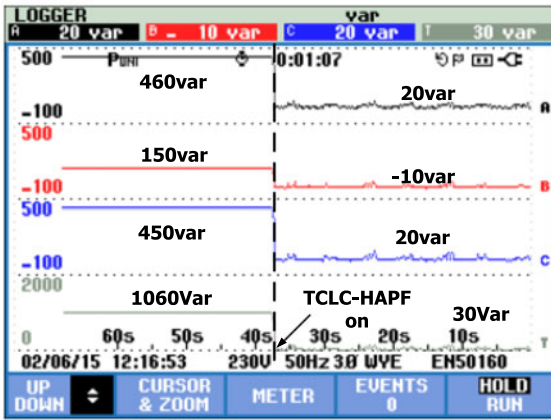 LOGGER var
A 20 var B - 10 var C 20 var T 30 var
500 PUNI 0:01:07
460var 20var
-100 A
500
150var -10var
-100 B
500
450var 20var
-100 C
2000
1060Var TCLC-HAPF on 30Var
0 60s 50s 40s 30s 20s 10s T
02/06/15 12:16:53 230V 50Hz 3.0 WYE EN50160
UP DOWN CURSOR & ZOOM METER EVENTS 0 HOLD RUN